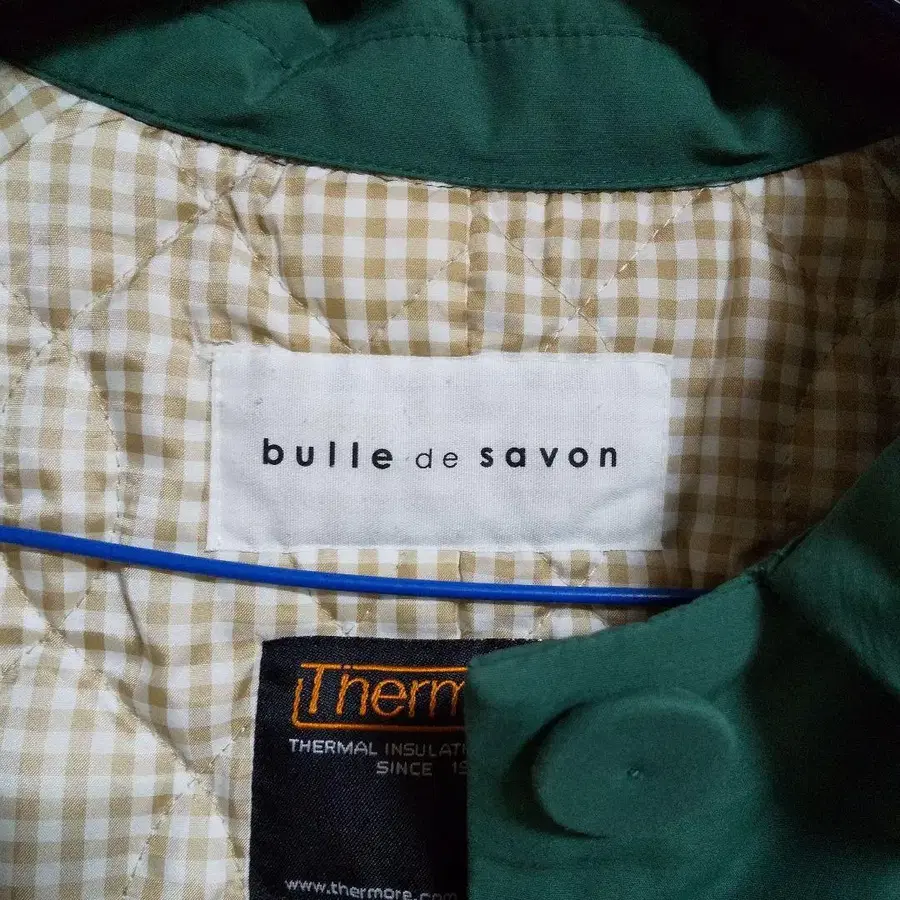 bulle de savon
Therm
THERMAL INSULATI
SINCE 19
www.thermore.com